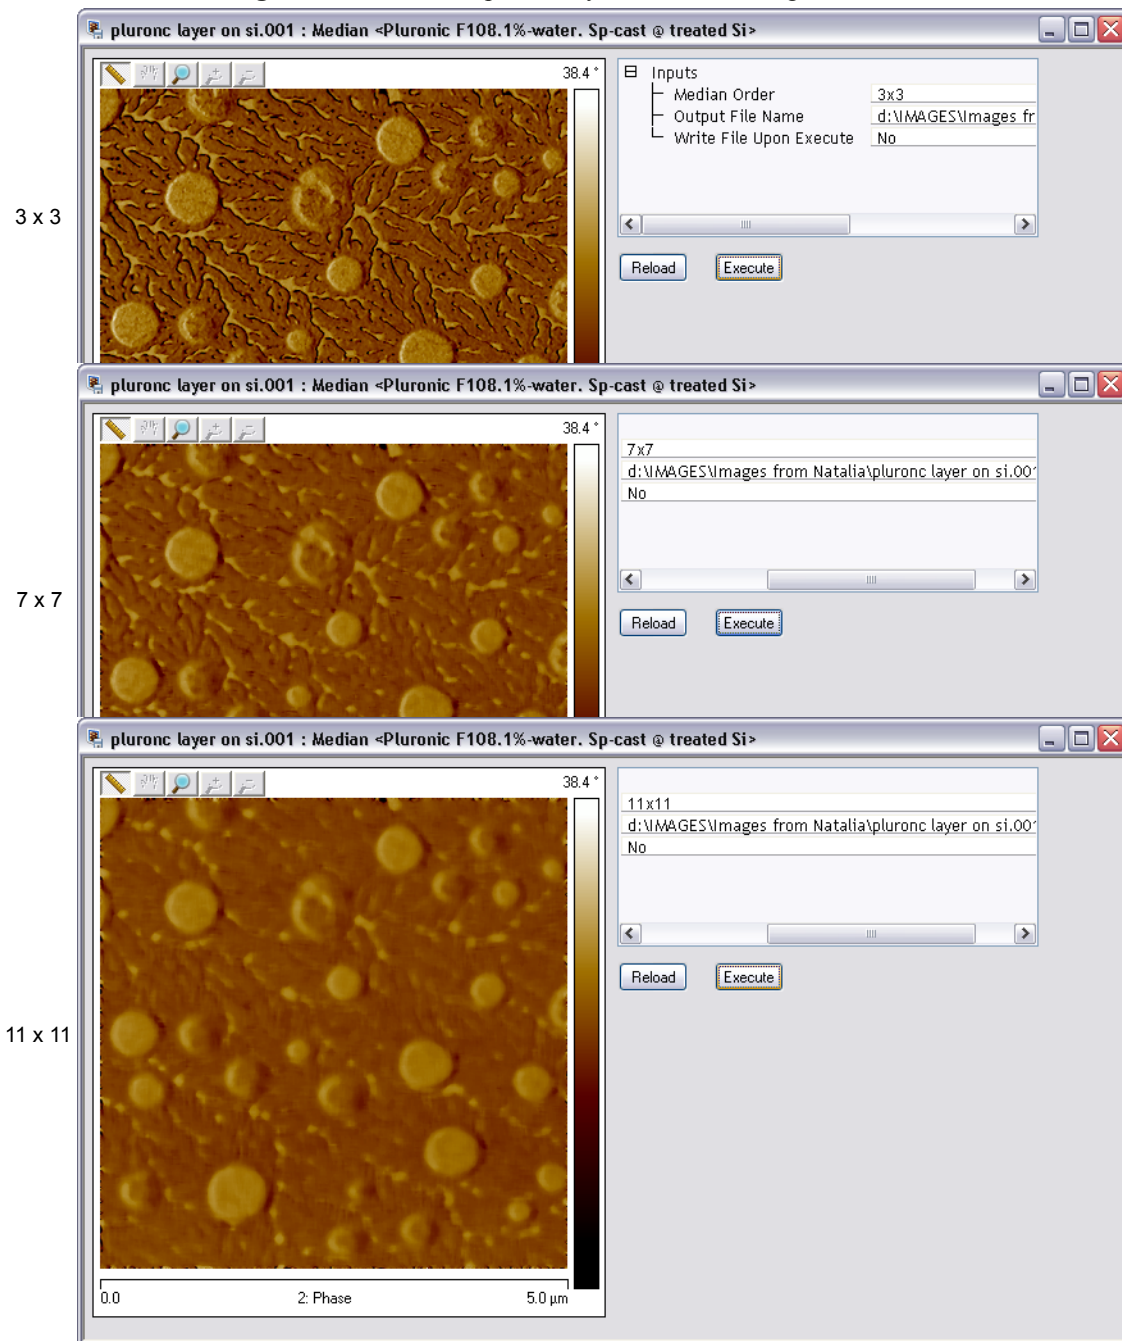 pluronc layer on si.001 : Median <Pluronic F108.1%-water. Sp-cast @ treated Si>
38.4 °
Inputs
Median Order 3x3
Output File Name d:\IMAGES\Images fr
Write File Upon Execute No
3 x 3
Reload Execute
pluronc layer on si.001 : Median <Pluronic F108.1%-water. Sp-cast @ treated Si>
38.4 °
7x7
d:\IMAGES\Images from Natalia\pluronc layer on si.001
No
7 x 7
Reload Execute
pluronc layer on si.001 : Median <Pluronic F108.1%-water. Sp-cast @ treated Si>
38.4 °
11x11
d:\IMAGES\Images from Natalia\pluronc layer on si.001
No
Reload Execute
11 x 11
0.0 2: Phase 5.0 µm